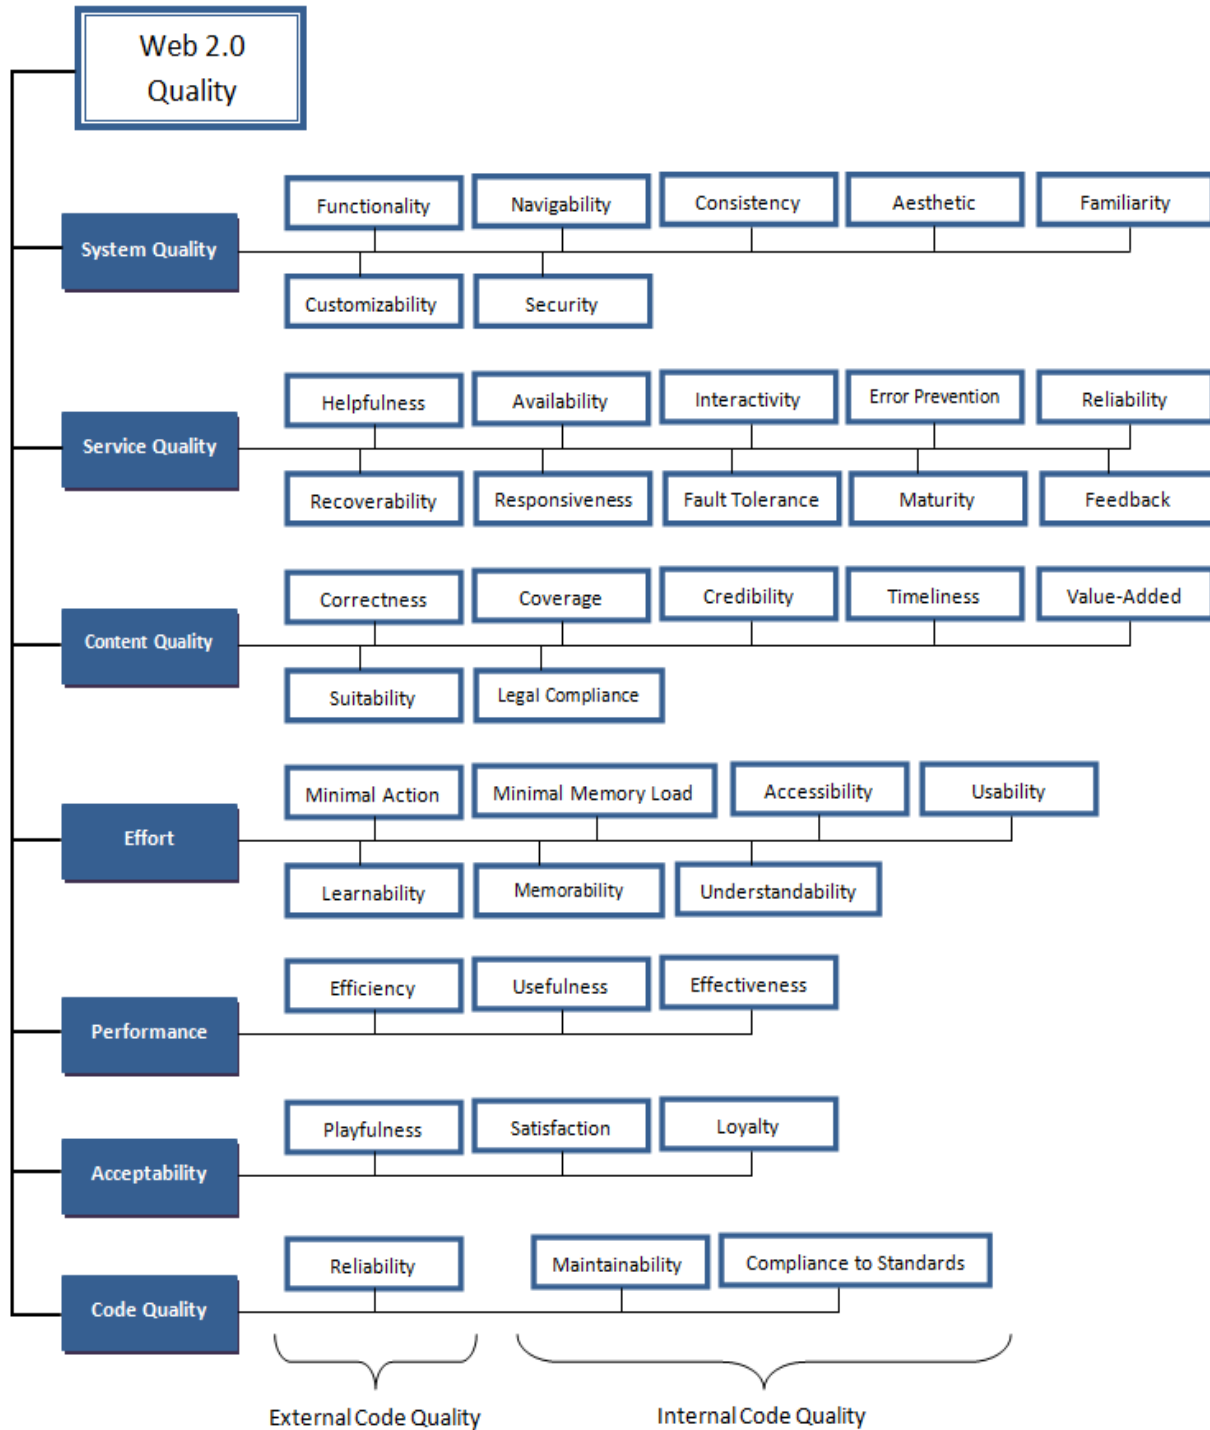 Web 2.0
Quality
Functionality
Navigability
Consistency
Aesthetic
Familiarity
System Quality
Customizability
Security
Helpfulness
Availability
Interactivity
Error Prevention
Reliability
Service Quality
Recoverability
Responsiveness
Fault Tolerance
Maturity
Feedback
Correctness
Coverage
Credibility
Timeliness
Value-Added
Content Quality
Suitability
Legal Compliance
Minimal Action
Minimal Memory Load
Accessibility
Usability
Effort
Learnability
Memorability
Understandability
Efficiency
Usefulness
Effectiveness
Performance
Playfulness
Satisfaction
Loyalty
Acceptability
Reliability
Maintainability
Compliance to Standards
Code Quality
External Code Quality
Internal Code Quality